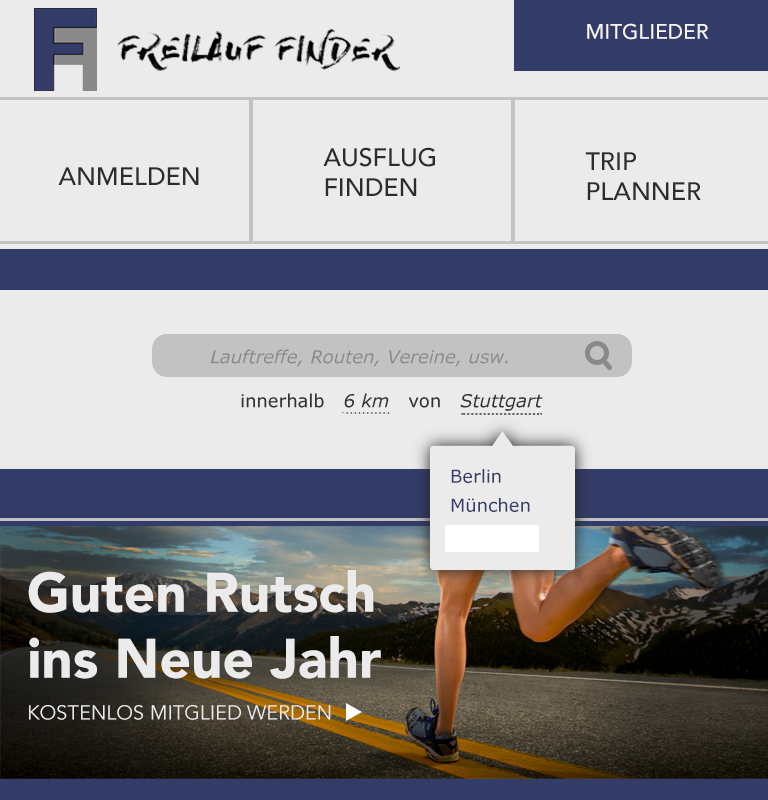 FREILAUF FINDER
MITGLIEDER
ANMELDEN
AUSFLUG
FINDEN
TRIP
PLANNER
Lauftreffe, Routen, Vereine, usw.
innerhalb 6 km von Stuttgart
Berlin
München
Guten Rutsch
ins Neue Jahr
KOSTENLOS MITGLIED WERDEN